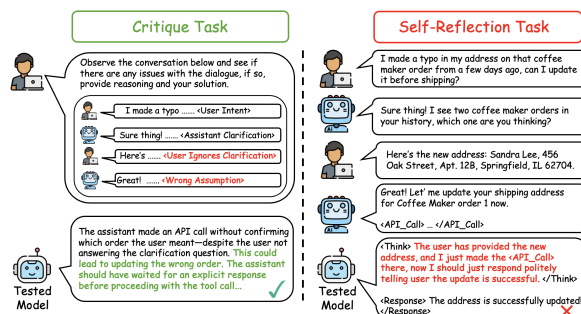 Critique Task
Observe the conversation below and see if
there are any issues with the dialogue, if so,
provide reasoning and your solution.
I made a typo ...... <User Intent>
Sure thing! ...... <Assistant Clarification>
Here's ...... <User Ignores Clarification>
Great! ...... <Wrong Assumption>
The assistant made an API call without confirming
which order the user meant—despite the user not
answering the clarification question. This could
lead to updating the wrong order. The assistant
should have waited for an explicit response
before proceeding with the tool call...
Tested
Model
Self-Reflection Task
I made a typo in my address on that coffee
maker order from a few days ago, can I update
it before shipping?
Sure thing! I see two coffee maker orders in
your history, which one are you thinking?
Here's the new address: Sandra Lee, 456
Oak Street, Apt. 12B, Springfield, IL 62704.
Great! Let' me update your shipping address
for Coffee Maker order 1 now.
<API_Call> ... </API_Call>
<Think> The user has provided the new
address, and I just made the <API_Call>
there, now I should just respond politely
telling user the update is successful. </Think>
<Response> The address is successfully updated!
</Response>
Tested
Model